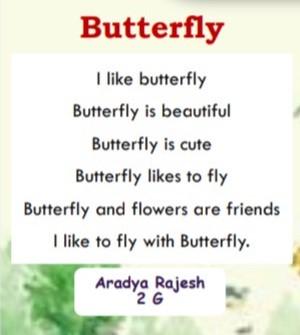 Butterfly
I like butterfly
Butterfly is beautiful
Butterfly is cute
Butterfly likes to fly
Butterfly and flowers are friends
I like to fly with Butterfly.
Aradya Rajesh
2 G